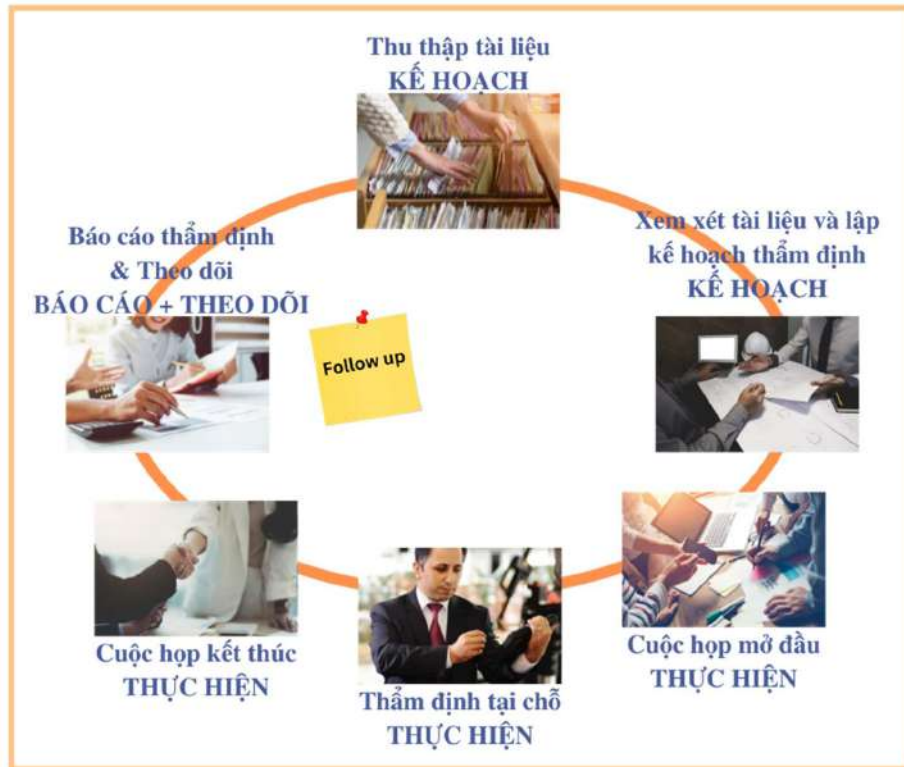 Thu thập tài liệu
KẾ HOẠCH
Xem xét tài liệu và lập
kế hoạch thẩm định
KẾ HOẠCH
Cuộc họp mở đầu
THỰC HIỆN
Thẩm định tại chỗ
THỰC HIỆN
Cuộc họp kết thúc
THỰC HIỆN
Báo cáo thẩm định
& Theo dõi
BÁO CÁO + THEO DÕI
Follow up